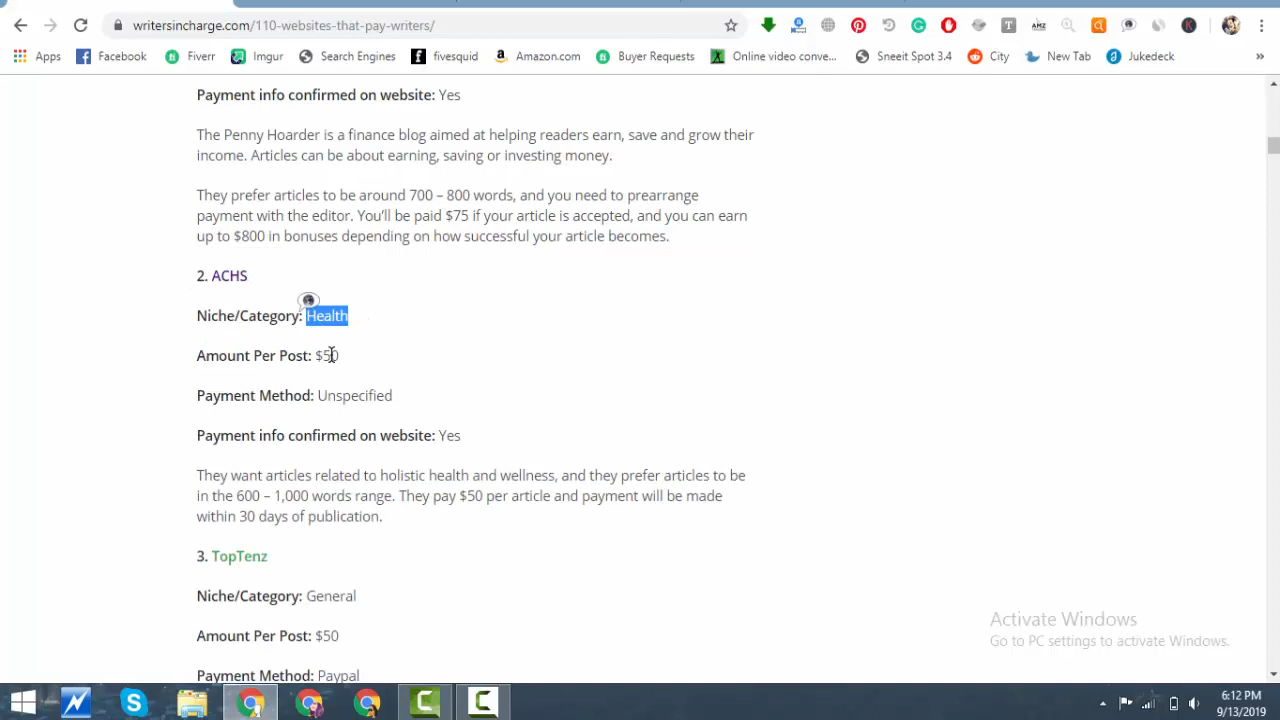 writersincharge.com/110-websites-that-pay-writers/
Apps Facebook Fiverr Imgur Search Engines fivesquid Amazon.com Buyer Requests Online video conve... Sneeit Spot 3.4 City New Tab Jukedeck »
Payment info confirmed on website: Yes
The Penny Hoarder is a finance blog aimed at helping readers earn, save and grow their
income. Articles can be about earning, saving or investing money.
They prefer articles to be around 700 – 800 words, and you need to prearrange
payment with the editor. You’ll be paid $75 if your article is accepted, and you can earn
up to $800 in bonuses depending on how successful your article becomes.
2. ACHS
Niche/Category: Health
Amount Per Post: $50
Payment Method: Unspecified
Payment info confirmed on website: Yes
They want articles related to holistic health and wellness, and they prefer articles to be
in the 600 – 1,000 words range. They pay $50 per article and payment will be made
within 30 days of publication.
3. TopTenz
Niche/Category: General
Amount Per Post: $50
Payment Method: Paypal
Activate Windows
Go to PC settings to activate Windows.
6:12 PM
9/13/2019